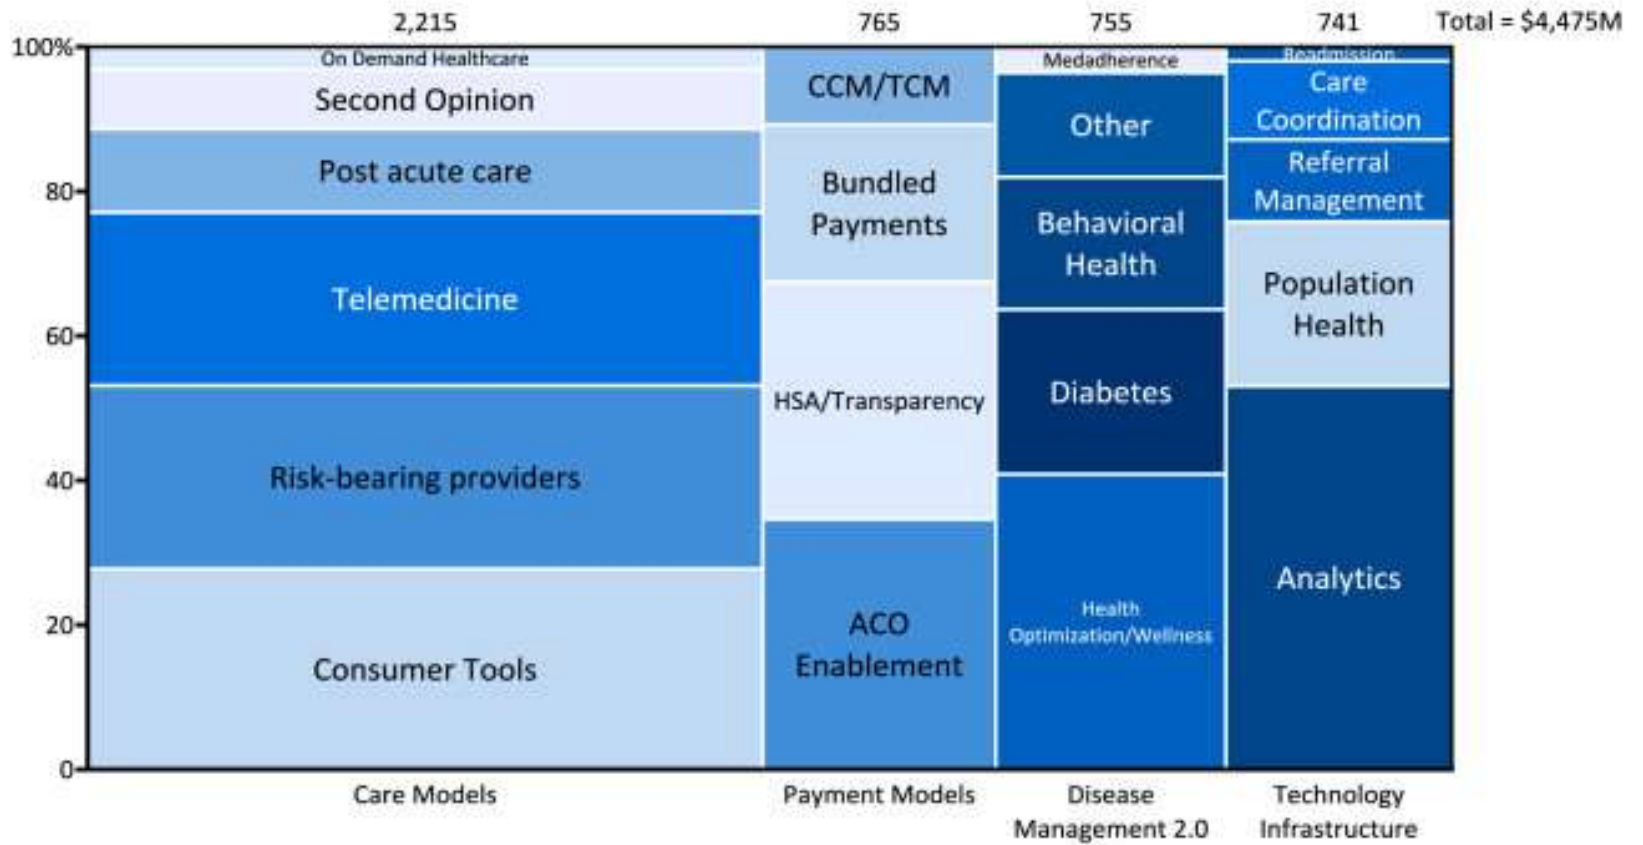 2,215 765 755 741 Total = $4,475M
100%
80
60
40
20
0
On Demand Healthcare
Second Opinion
Post acute care
Telemedicine
Risk-bearing providers
Consumer Tools
CCM/TCM
Bundled
Payments
HSA/Transparency
ACO
Enablement
Medadherence
Other
Behavioral
Health
Diabetes
Health
Optimization/Wellness
Readmission
Care
Coordination
Referral
Management
Population
Health
Analytics
Care Models
Payment Models
Disease
Management 2.0
Technology
Infrastructure